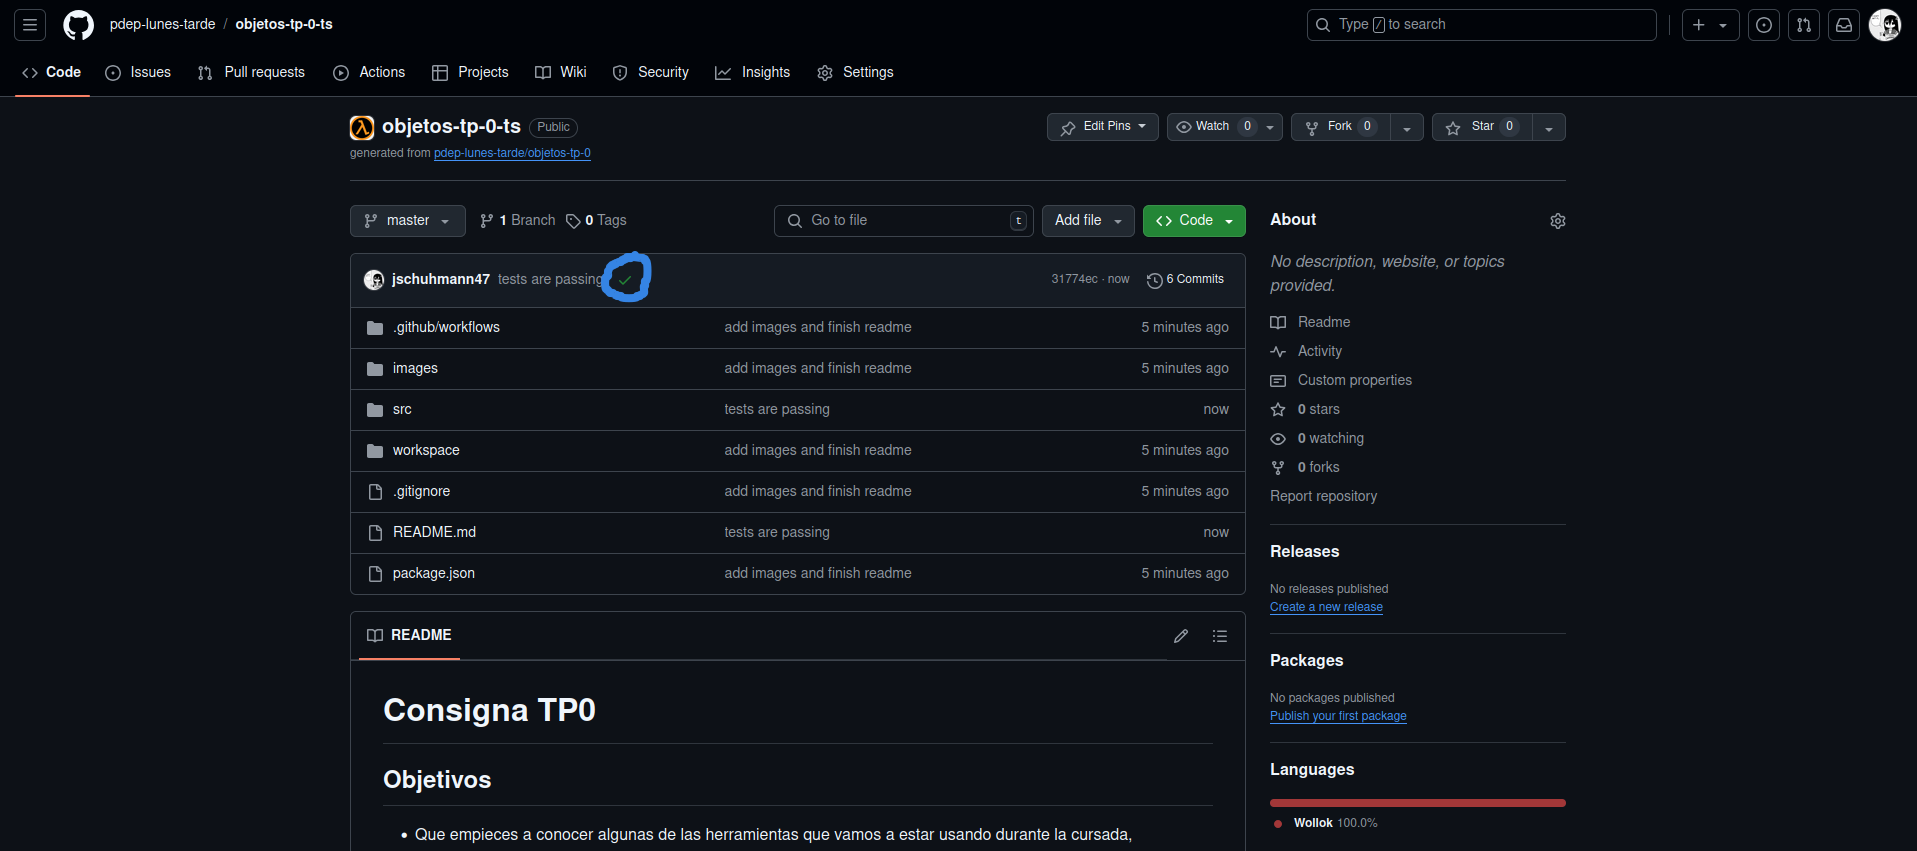 pdep-lunes-tarde / objetos-tp-0-ts
Type / to search
Code Issues Pull requests Actions Projects Wiki Security Insights Settings
objetos-tp-0-ts Public
Edit Pins Watch 0 Fork 0 Star 0
generated from pdep-lunes-tarde/objetos-tp-0
master 1 Branch 0 Tags Go to file t Add file Code
jschuhmann47 tests are passing 31774ec · now 6 Commits
.github/workflows add images and finish readme 5 minutes ago
images add images and finish readme 5 minutes ago
src tests are passing now
workspace add images and finish readme 5 minutes ago
.gitignore add images and finish readme 5 minutes ago
README.md tests are passing now
package.json add images and finish readme 5 minutes ago
README
Consigna TP0
Objetivos
• Que empieces a conocer algunas de las herramientas que vamos a estar usando durante la cursada,
About
No description, website, or topics
provided.
Readme
Activity
Custom properties
0 stars
0 watching
0 forks
Report repository
Releases
No releases published
Create a new release
Packages
No packages published
Publish your first package
Languages
Wollok 100.0%